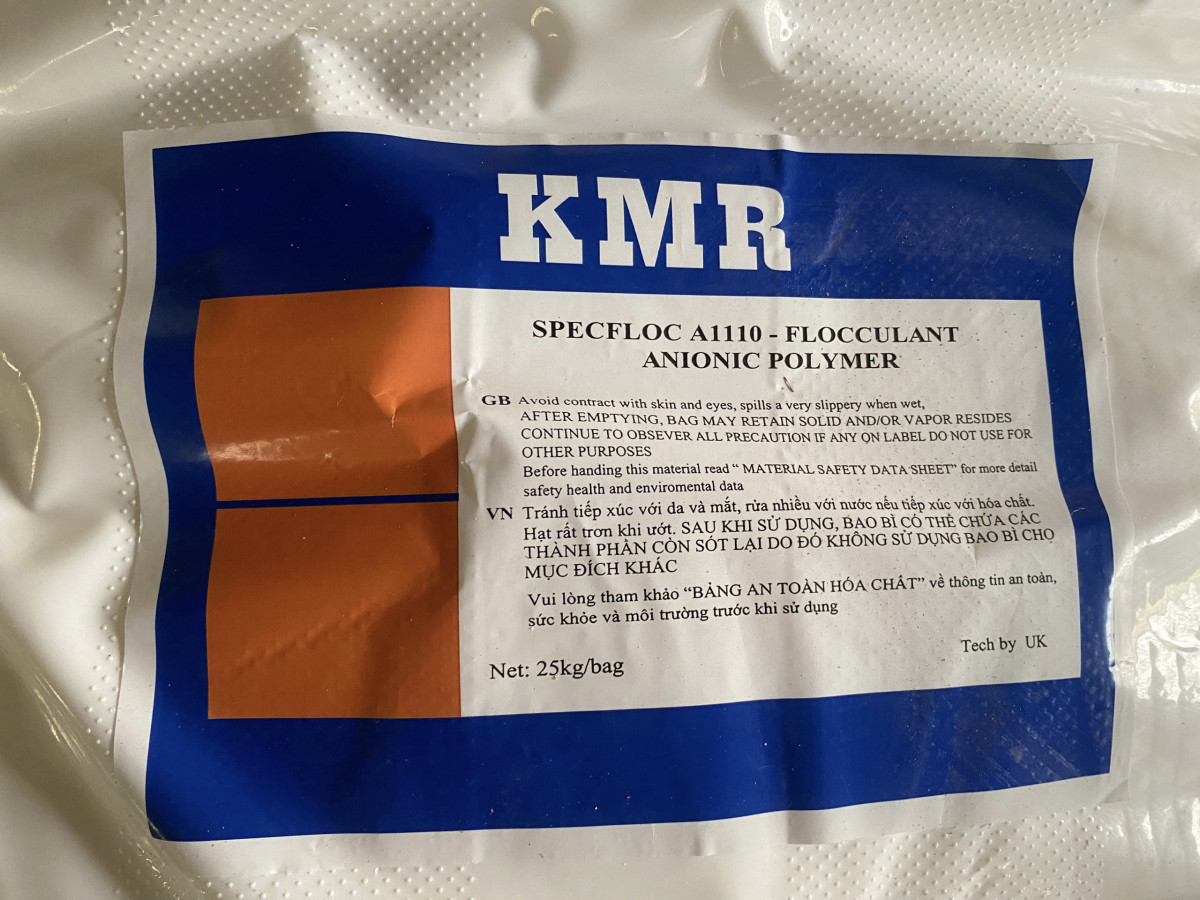 KMR
SPECFLOC A1110 - FLOCCULANT
ANIONIC POLYMER
GB Avoid contract with skin and eyes, spills a very slippery when wet,
AFTER EMPTYING, BAG MAY RETAIN SOLID AND/OR VAPOR RESIDES
CONTINUE TO OBSEVER ALL PRECAUTION IF ANY ON LABEL DO NOT USE FOR
OTHER PURPOSES
Before handing this material read “ MATERIAL SAFETY DATA SHEET” for more detail
safety health and enviromental data
VN Tránh tiếp xúc với da và mắt, rửa nhiều với nước nếu tiếp xúc với hóa chất.
Hạt rất trơn khi ướt. SAU KHI SỬ DỤNG, BAO BÌ CÓ THỂ CHỨA CÁC
THÀNH PHẦN CÒN SÓT LẠI DO ĐÓ KHÔNG SỬ DỤNG BAO BÌ CHO
MỤC ĐÍCH KHÁC
Vui lòng tham khảo “BẢNG AN TOÀN HÓA CHẤT” về thông tin an toàn,
sức khỏe và môi trường trước khi sử dụng
Tech by UK
Net: 25kg/bag